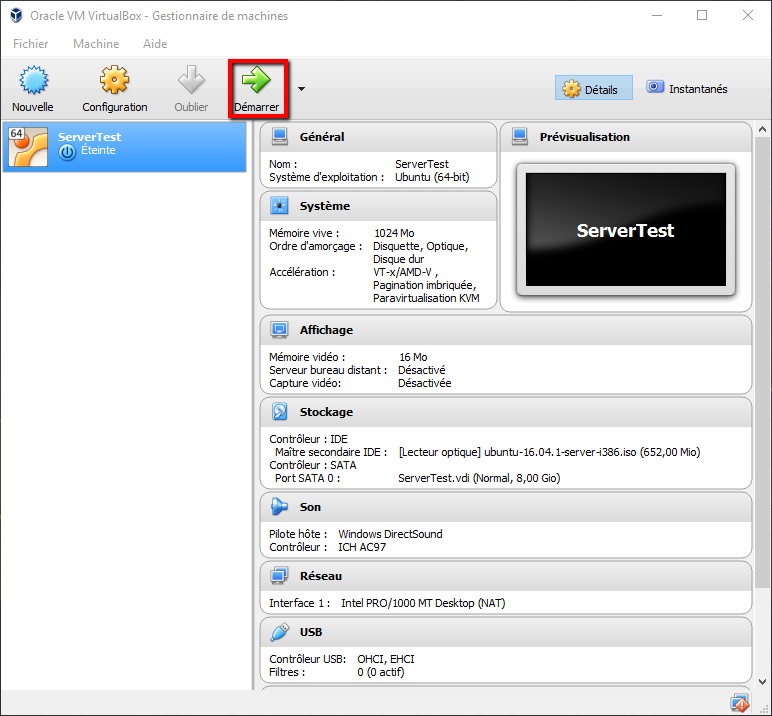 Oracle VM VirtualBox - Gestionnaire de machines
Fichier Machine Aide
Nouvelle Configuration Oublier Démarrer Détails Instantanés
64 ServerTest
Éteinte
Général
Nom : ServerTest
Système d'exploitation : Ubuntu (64-bit)
Prévisualisation
ServerTest
Système
Mémoire vive : 1024 Mo
Ordre d'amorçage : Disquette, Optique,
Disque dur
Accélération : VT-x/AMD-V ,
Pagination imbriquée,
Paravirtualisation KVM
Affichage
Mémoire vidéo : 16 Mo
Serveur bureau distant : Désactivé
Capture vidéo: Désactivée
Stockage
Contrôleur : IDE
Maître secondaire IDE : [Lecteur optique] ubuntu-16.04.1-server-i386.iso (652,00 Mio)
Contrôleur : SATA
Port SATA 0 : ServerTest.vdi (Normal, 8,00 Gio)
Son
Pilote hôte : Windows DirectSound
Contrôleur : ICH AC97
Réseau
Interface 1 : Intel PRO/1000 MT Desktop (NAT)
USB
Contrôleur USB: OHCI, EHCI
Filtres : 0 (0 actif)